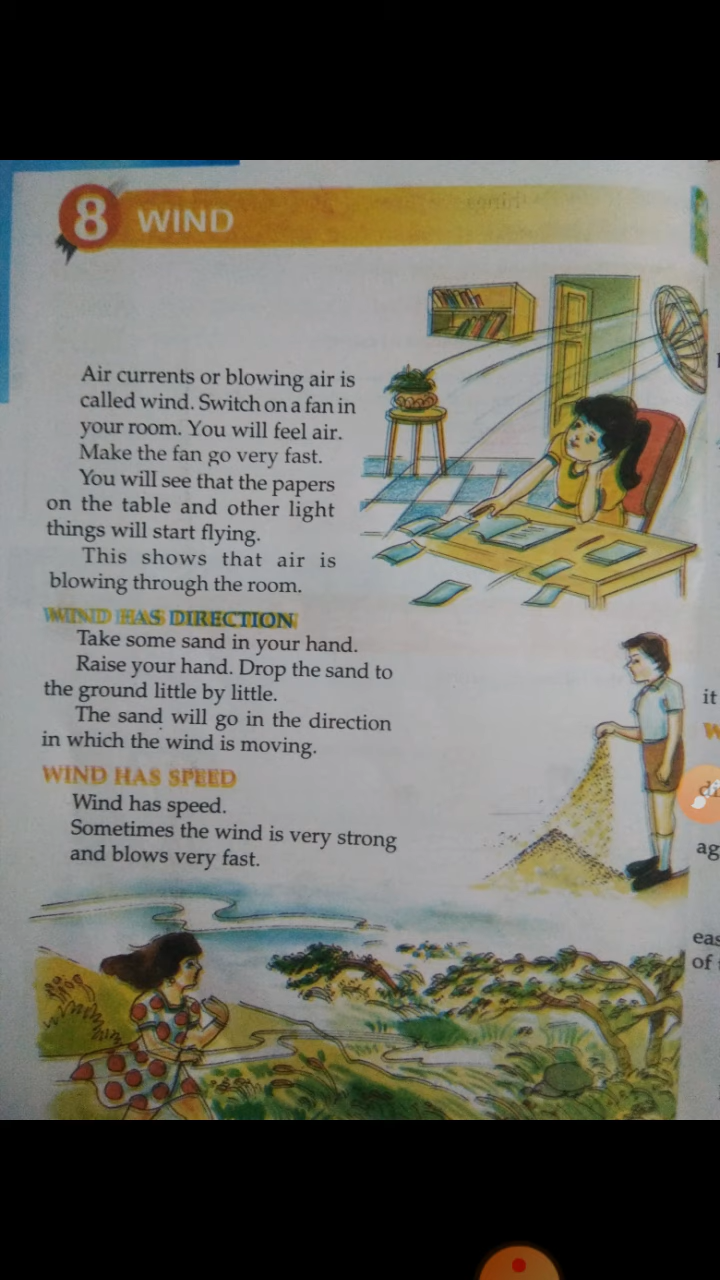 8 WIND
Air currents or blowing air is
called wind. Switch on a fan in
your room. You will feel air.
Make the fan go very fast.
You will see that the papers
on the table and other light
things will start flying.
This shows that air is
blowing through the room.
WIND HAS DIRECTION
Take some sand in your hand.
Raise your hand. Drop the sand to
the ground little by little.
The sand will go in the direction
in which the wind is moving.
WIND HAS SPEED
Wind has speed.
Sometimes the wind is very strong
and blows very fast.
it
of